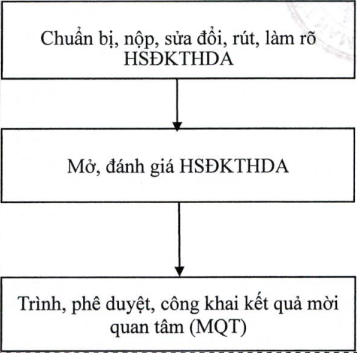 Chuẩn bị, nộp, sửa đổi, rút, làm rõ
HSĐKTHDA
Mở, đánh giá HSĐKTHDA
Trình, phê duyệt, công khai kết quả mời
quan tâm (MQT)